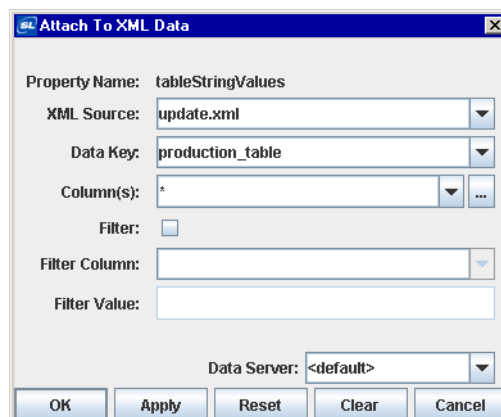 SL Attach To XML Data
Property Name: tableStringValues
XML Source: update.xml
Data Key: production_table
Column(s): * ...
Filter:
Filter Column:
Filter Value:
Data Server: <default>
OK Apply Reset Clear Cancel